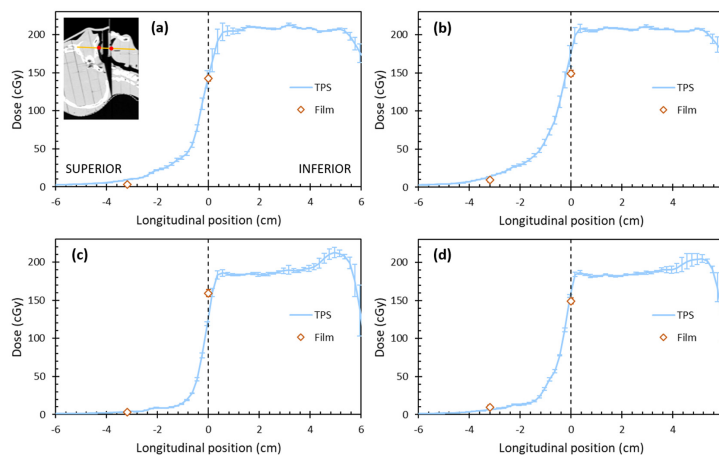 (a)
200
150
100
50
0
Dose (cGy)
TPS
Film
SUPERIOR
INFERIOR
-6
-4
-2
0
2
4
6
Longitudinal position (cm)
(b)
200
150
100
50
0
Dose (cGy)
TPS
Film
-6
-4
-2
0
2
4
Longitudinal position (cm)
(c)
200
150
100
50
0
Dose (cGy)
TPS
Film
-6
-4
-2
0
2
4
6
Longitudinal position (cm)
(d)
200
150
100
50
0
Dose (cGy)
TPS
Film
-6
-4
-2
0
2
4
Longitudinal position (cm)